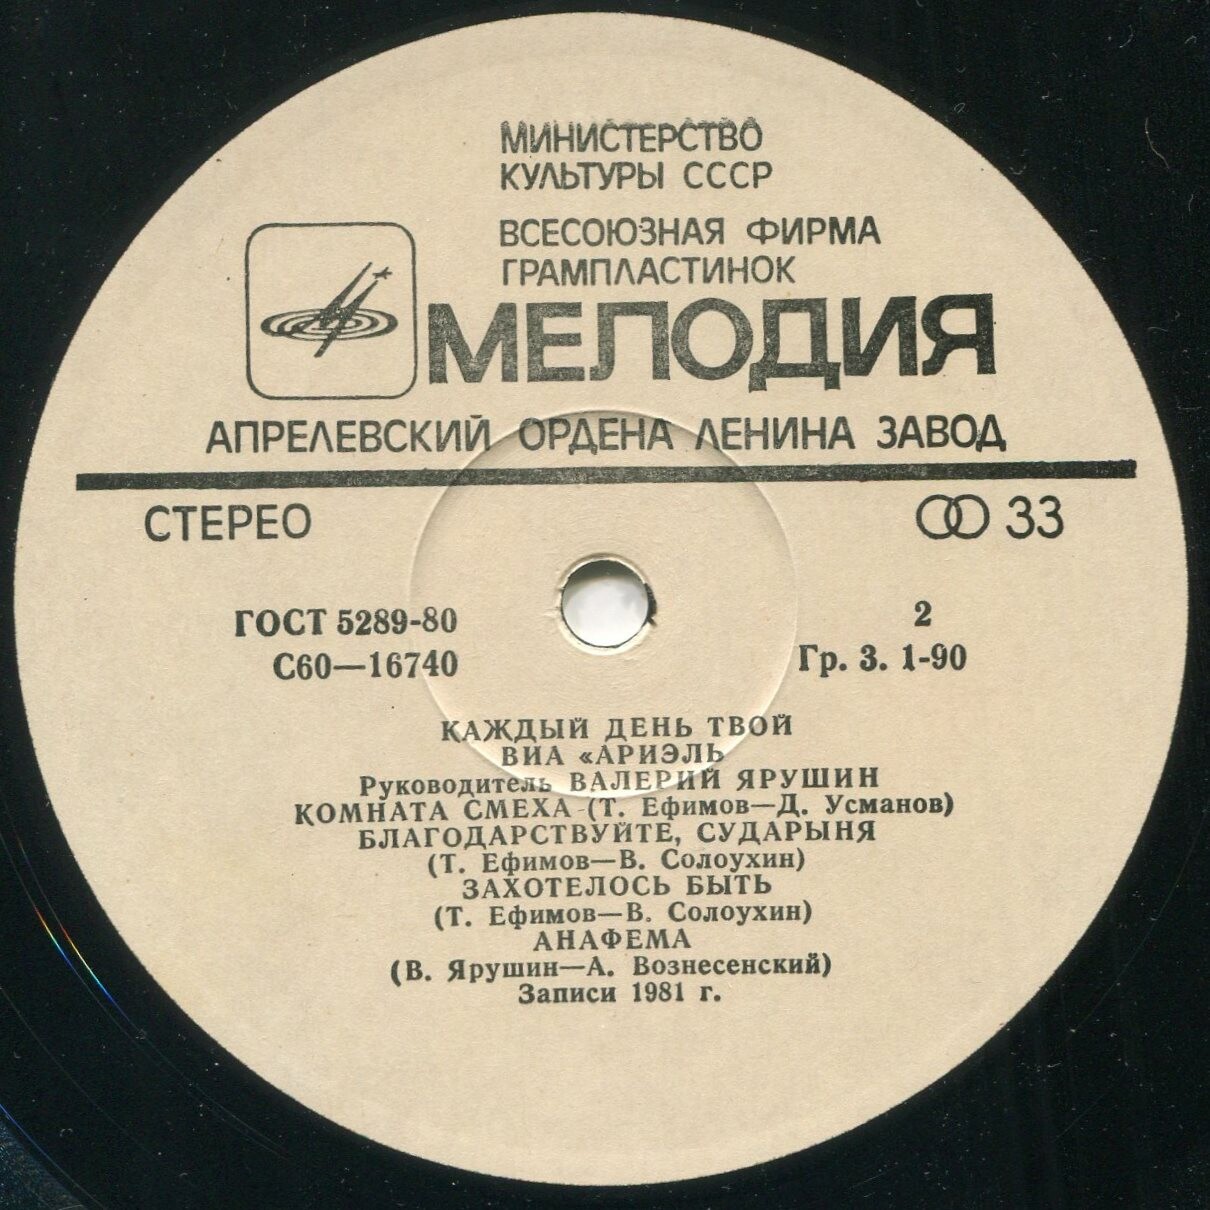 МИНИСТЕРСТВО
КУЛЬТУРЫ СССР
ВСЕСОЮЗНАЯ ФИРМА
ГРАМПЛАСТИНОК
МЕЛОДИЯ
АПРЕЛЕВСКИЙ ОРДЕНА ЛЕНИНА ЗАВОД
СТЕРЕО 33
ГОСТ 5289-80 2
С60—16740 Гр. 3. 1-90
КАЖДЫЙ ДЕНЬ ТВОЙ
ВИА «АРИЭЛЬ
Руководитель ВАЛЕРИЙ ЯРУШИН
КОМНАТА СМЕХА (Т. Ефимов—Д. Усманов)
БЛАГОДАРСТВУЙТЕ, СУДАРЫНЯ
(Т. Ефимов—В. Солоухин)
ЗАХОТЕЛОСЬ БЫТЬ
(Т. Ефимов—В. Солоухин)
АНАФЕМА
(В. Ярушин—А. Вознесенский)
Записи 1981 г.